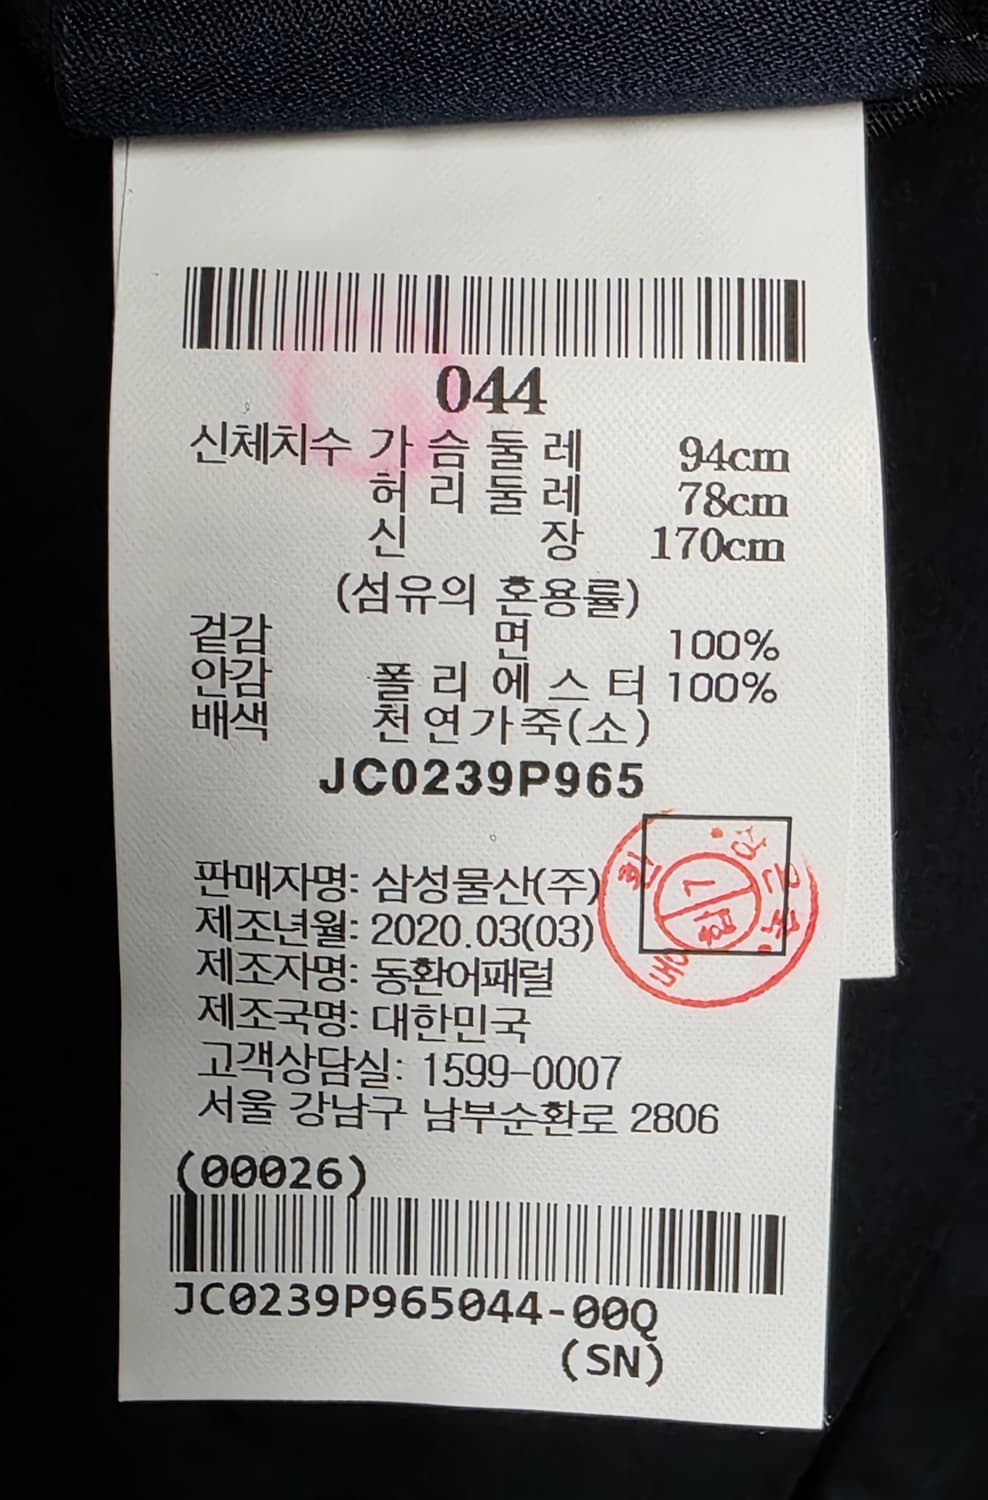 044
신체치수 가슴둘레 94cm
허리둘레 78cm
신장 170cm
(섬유의 혼용률)
겉감 면 100%
안감 폴리에스터 100%
배색 천연가죽(소)
JC0239P965
판매자명: 삼성물산(주)
제조년월: 2020.03(03)
제조자명: 동환어패럴
제조국명: 대한민국
고객상담실: 1599-0007
서울 강남구 남부순환로 2806
(00026)
JC0239P965044-00Q
(SN)